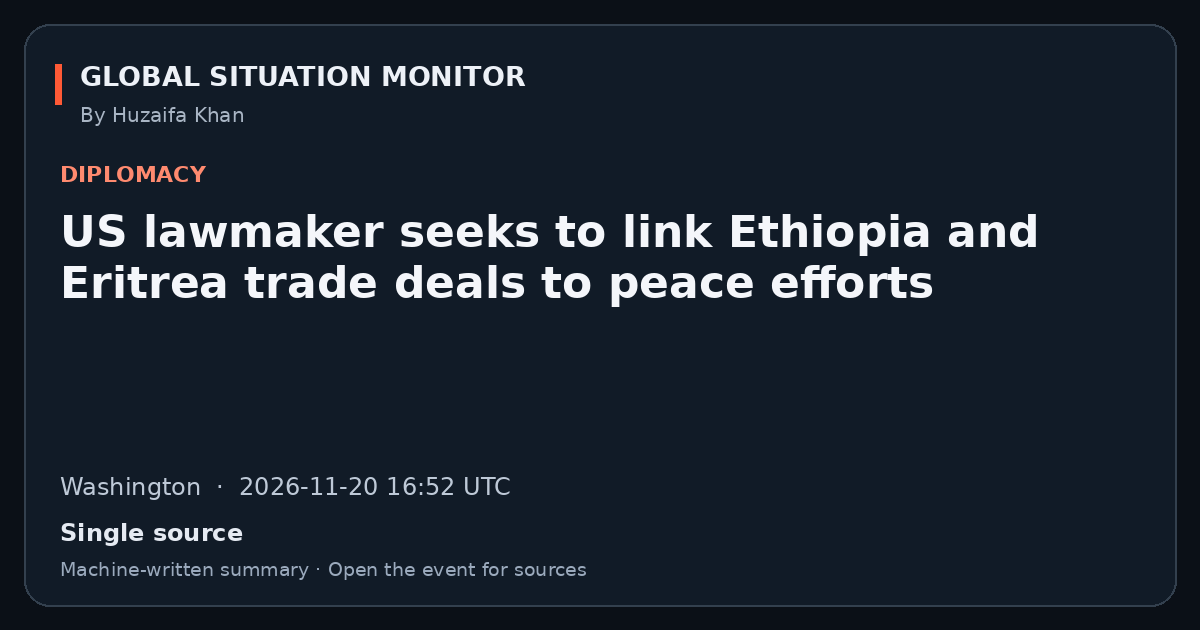 GLOBAL SITUATION MONITOR
By Huzaifa Khan
DIPLOMACY
US lawmaker seeks to link Ethiopia and
Eritrea trade deals to peace efforts
Washington · 2026-11-20 16:52 UTC
Single source
Machine-written summary · Open the event for sources